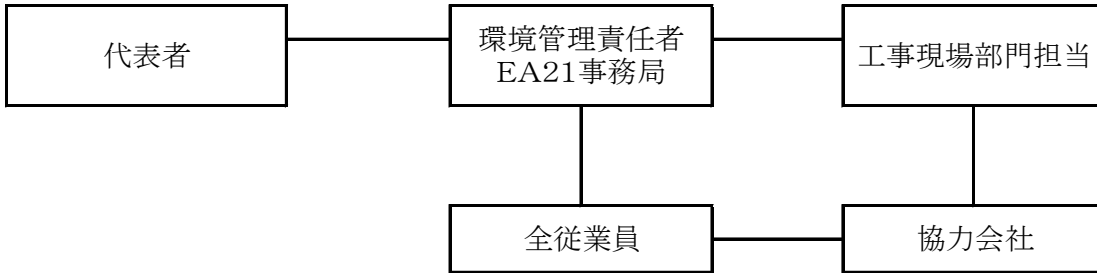 代表者
環境管理責任者
EA21事務局
工事現場部門担当
全従業員
協力会社